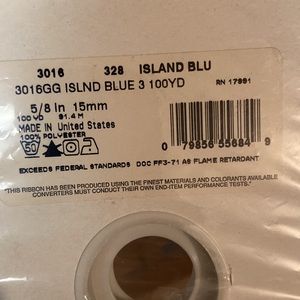 3016 328 ISLAND BLU
3016GG ISLND BLUE 3 100YD RN 17991
5/8 In 15mm
100 YD 91.4 M
MADE IN United States
100% POLYESTER
50
0 79856 55684 9
EXCEEDS FEDERAL STANDARDS DOC FF3-71 AS FLAME RETARDANT
"THIS RIBBON HAS BEEN PRODUCED USING THE FINEST MATERIALS AND COLORANTS AVAILABLE
CONVERTERS MUST CONDUCT THEIR OWN END-ITEM PERFORMANCE TESTS."